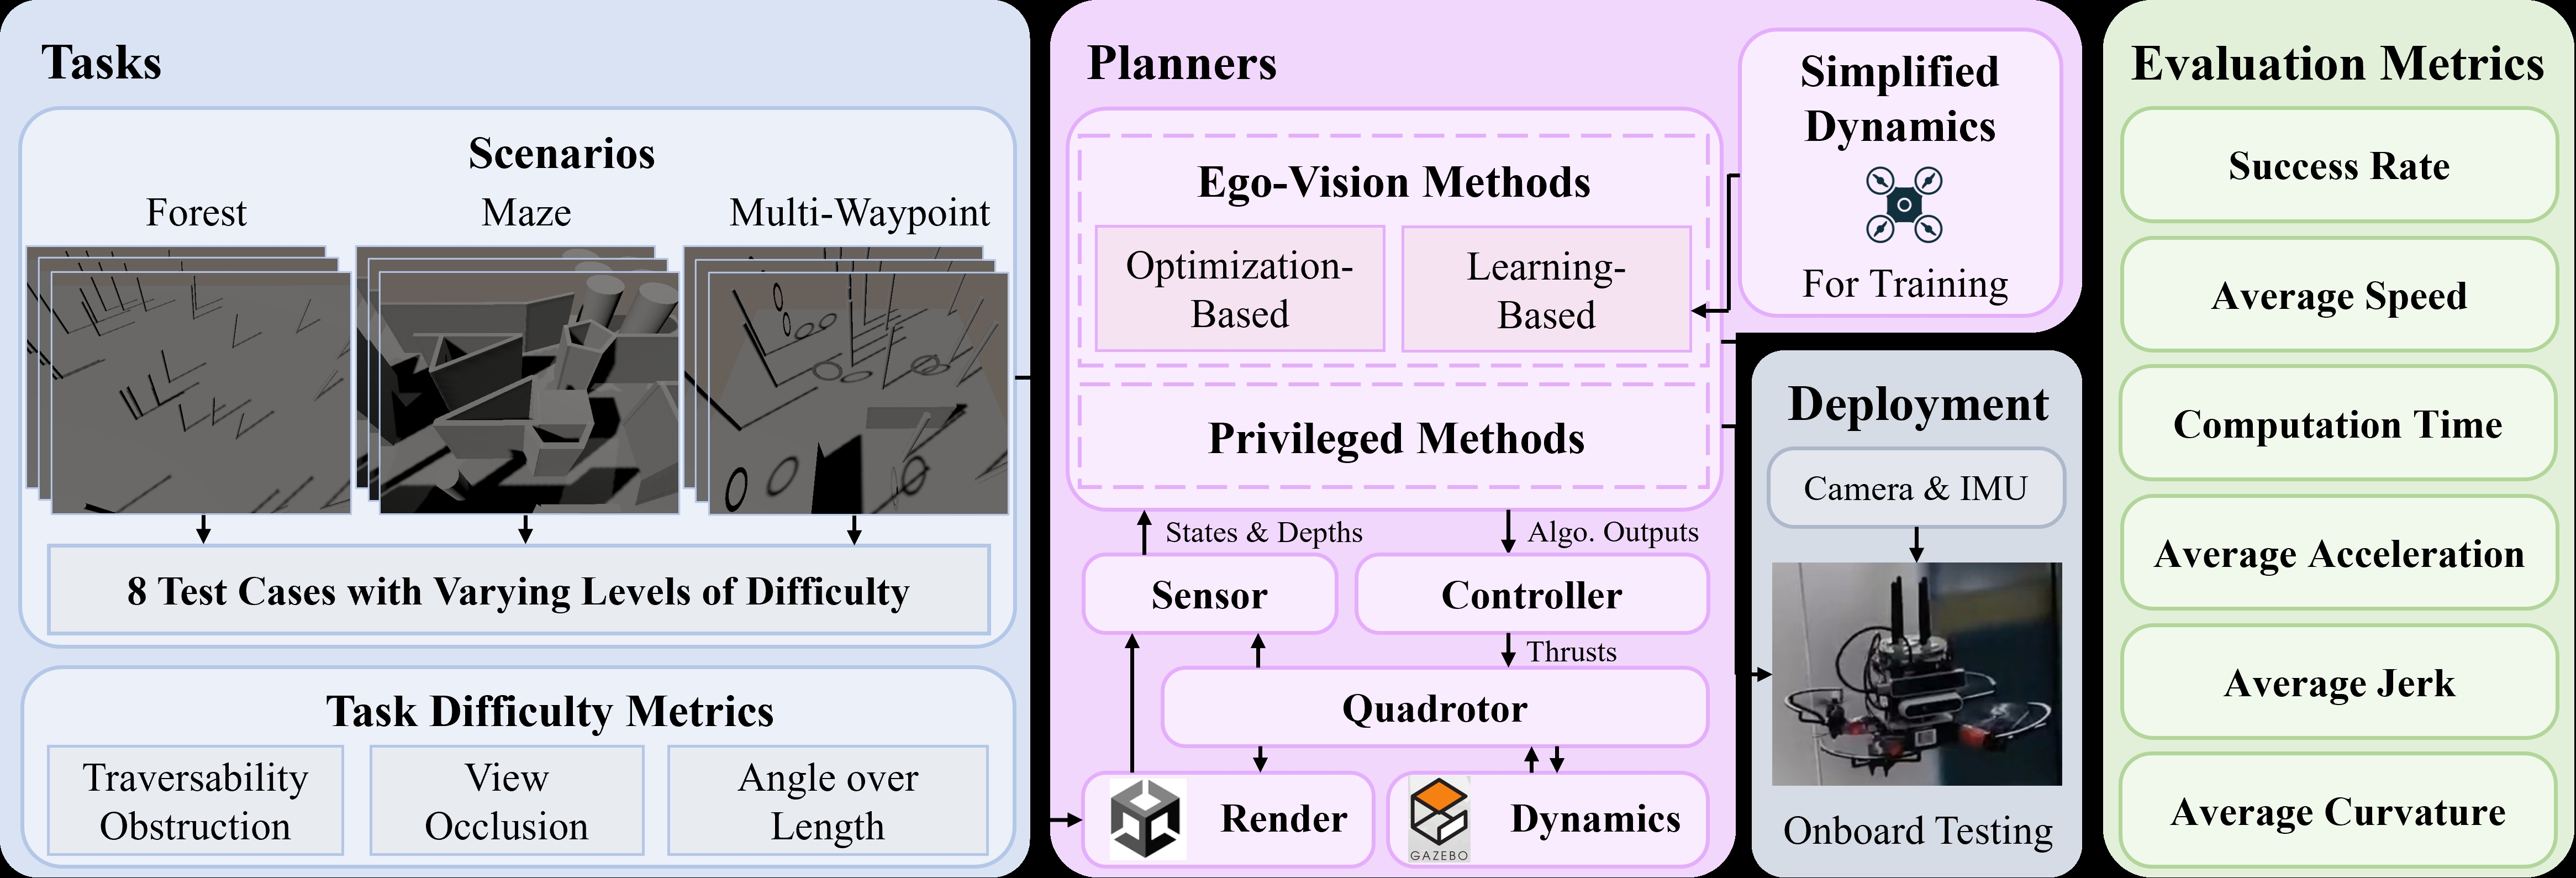 Tasks
Scenarios
Forest
Maze
Multi-Waypoint
8 Test Cases with Varying Levels of Difficulty
Task Difficulty Metrics
Traversability
Obstruction
View
Occlusion
Angle over
Length
Planners
Ego-Vision Methods
Optimization-
Based
Learning-
Based
Privileged Methods
Simplified
Dynamics
For Training
States & Depths
Algo. Outputs
Sensor
Controller
Thrusts
Quadrotor
Render
GAZEBO
Dynamics
Deployment
Camera & IMU
Onboard Testing
Evaluation Metrics
Success Rate
Average Speed
Computation Time
Average Acceleration
Average Jerk
Average Curvature